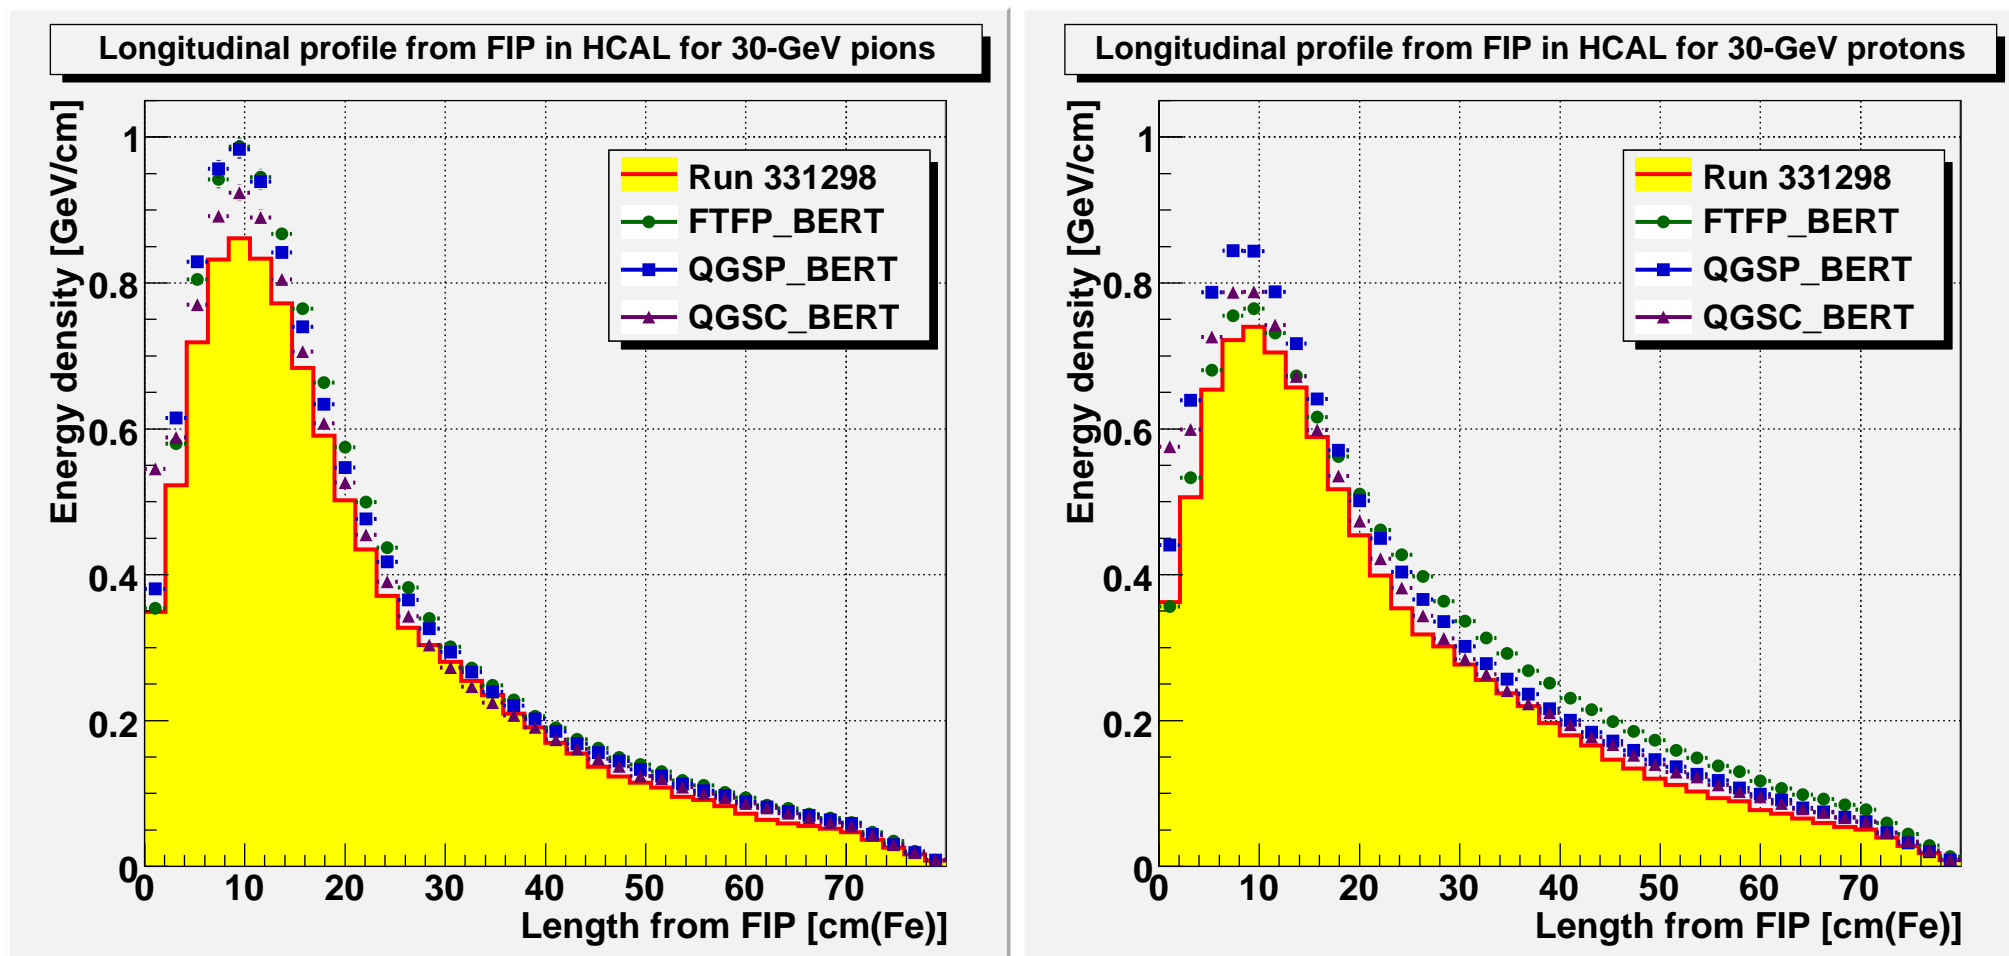 Longitudinal profile from FIP in HCAL for 30-GeV pions
Energy density [GeV/cm]
1
0.8
0.6
0.4
0.2
0
0 10 20 30 40 50 60 70
Length from FIP [cm(Fe)]
Run 331298
FTFP_BERT
QGSP_BERT
QGSC_BERT
Longitudinal profile from FIP in HCAL for 30-GeV protons
Energy density [GeV/cm]
1
0.8
0.6
0.4
0.2
0
0 10 20 30 40 50 60 70
Length from FIP [cm(Fe)]
Run 331298
FTFP_BERT
QGSP_BERT
QGSC_BERT